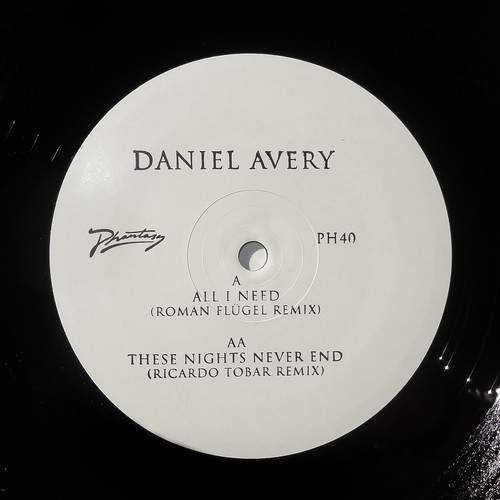 DANIEL AVERY
Phantasy
PH40
A
ALL I NEED
(ROMAN FLÜGEL REMIX)
AA
THESE NIGHTS NEVER END
(RICARDO TOBAR REMIX)